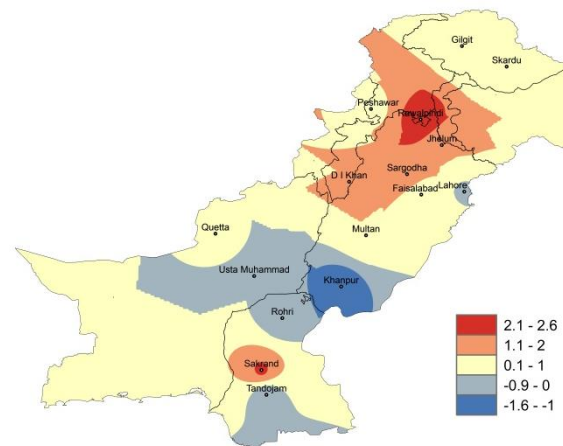 Gilgit
Skardu
Peshawar
Rawalpindi
Jhelum
D I Khan
Sargodha
Faisalabad
Lahore
Quetta
Multan
Usta Muhammad
Khanpur
Rohri
Sakrand
Tandojam
2.1 - 2.6
1.1 - 2
0.1 - 1
-0.9 - 0
-1.6 - -1